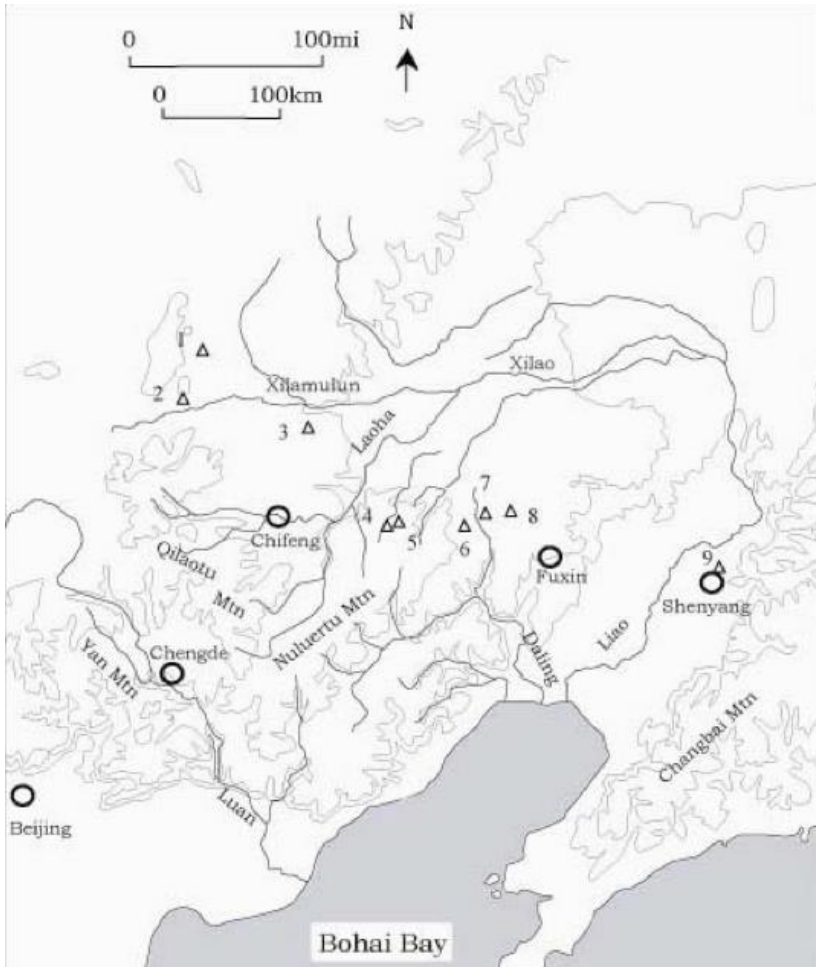 N
0 100mi
0 100km
1
2
Xilamulun
Xilao
3
Laoha
4
5
6
7
8
9
Chifeng
Qilaotu
Mtn
Nuluertu Mtn
Fuxin
Shenyang
Liao
Daling
Chengde
Yan Mtn
Changbai Mtn
Luan
Beijing
Bohai Bay